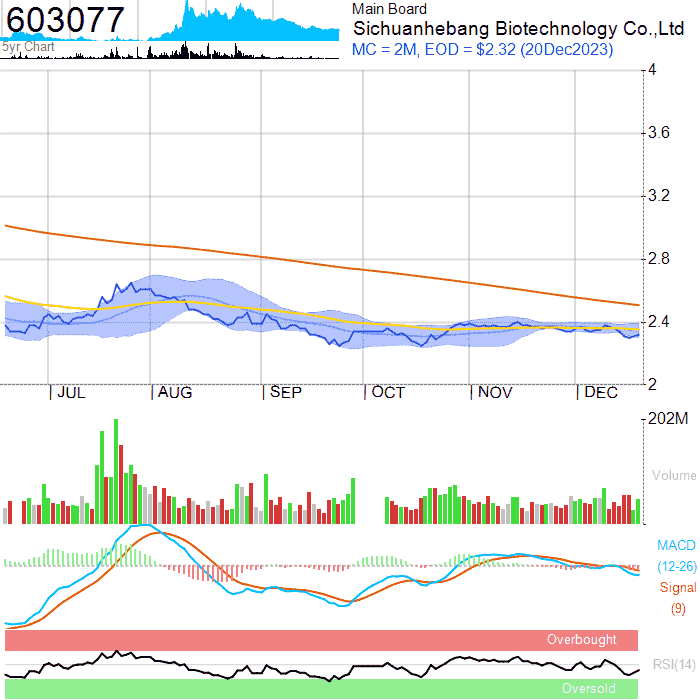 603077
5yr Chart
Main Board
Sichuanhebang Biotechnology Co.,Ltd
MC = 2M, EOD = $2.32 (20Dec2023)
4
3.6
3.2
2.8
2.4
2
JUL AUG SEP OCT NOV DEC
202M
Volume
MACD
(12-26)
Signal
(9)
Overbought
RSI(14)
Oversold